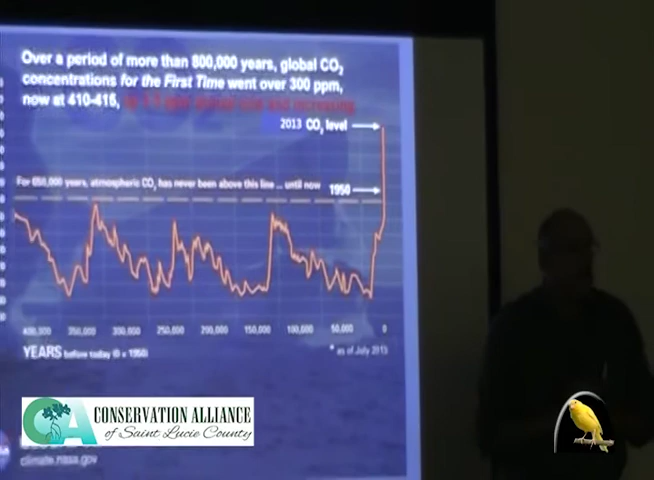 Over a period of more than 800,000 years, global CO₂
concentrations for the First Time went over 300 ppm,
now at 410-415,
2013 CO₂ level
For 650,000 years, atmospheric CO₂ has never been above this line ... until now
1950
400,000 350,000 300,000 250,000 200,000 150,000 100,000 50,000 0
YEARS before today (0 = 1950)
* as of July 2013
CA CONSERVATION ALLIANCE
of Saint Lucie County
climate.nasa.gov